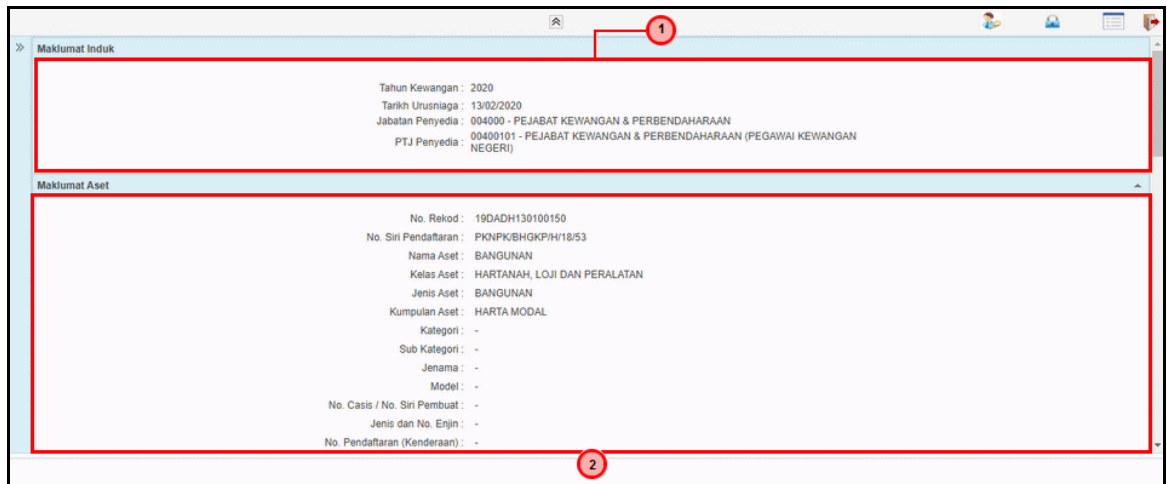 1
Maklumat Induk
Tahun Kewangan : 2020
Tarikh Urusniaga : 13/02/2020
Jabatan Penyedia : 004000 - PEJABAT KEWANGAN & PERBENDAHARAAN
PTJ Penyedia : 00400101 - PEJABAT KEWANGAN & PERBENDAHARAAN (PEGAWAI KEWANGAN
NEGERI)
Maklumat Aset
No. Rekod : 19DADH130100150
No. Siri Pendaftaran : PKNPK/BHGKP/H/18/53
Nama Aset : BANGUNAN
Kelas Aset : HARTANAH, LOJI DAN PERALATAN
Jenis Aset : BANGUNAN
Kumpulan Aset : HARTA MODAL
Kategori : -
Sub Kategori : -
Jenama : -
Model : -
No. Casis / No. Siri Pembuat : -
Jenis dan No. Enjin : -
No. Pendaftaran (Kenderaan) : -
2